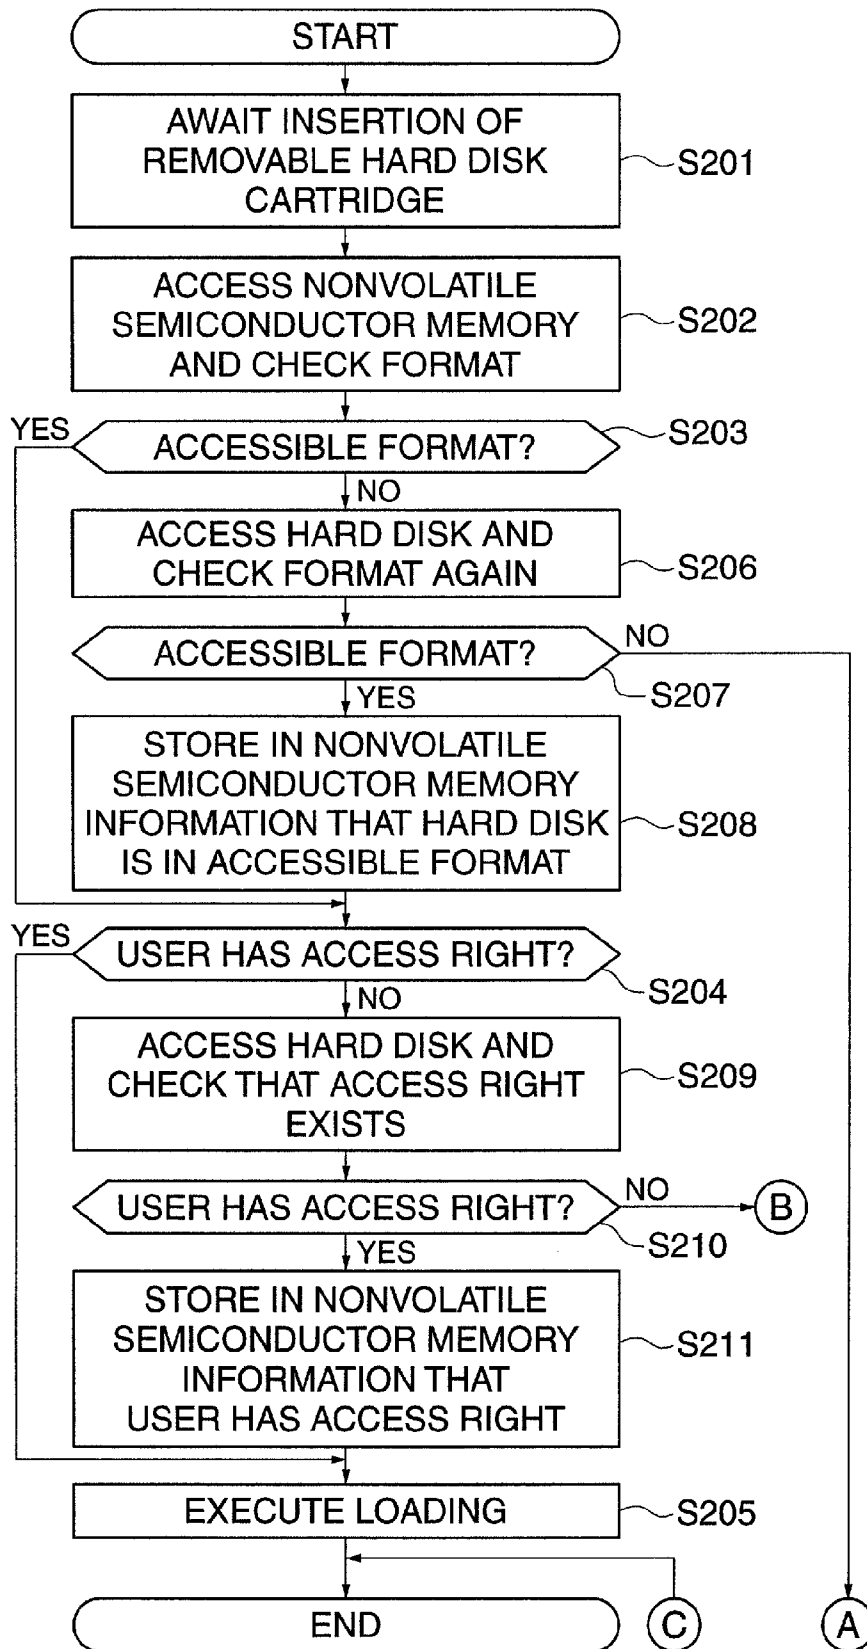 START
AWAIT INSERTION OF
REMOVABLE HARD DISK
CARTRIDGE
S201
ACCESS NONVOLATILE
SEMICONDUCTOR MEMORY
AND CHECK FORMAT
S202
YES
ACCESSIBLE FORMAT?
S203
NO
ACCESS HARD DISK AND
CHECK FORMAT AGAIN
S206
ACCESSIBLE FORMAT?
NO
S207
YES
STORE IN NONVOLATILE
SEMICONDUCTOR MEMORY
INFORMATION THAT HARD DISK
IS IN ACCESSIBLE FORMAT
S208
YES
USER HAS ACCESS RIGHT?
S204
NO
ACCESS HARD DISK AND
CHECK THAT ACCESS RIGHT
EXISTS
S209
USER HAS ACCESS RIGHT?
NO
B
S210
YES
STORE IN NONVOLATILE
SEMICONDUCTOR MEMORY
INFORMATION THAT
USER HAS ACCESS RIGHT
S211
EXECUTE LOADING
S205
END
C
A